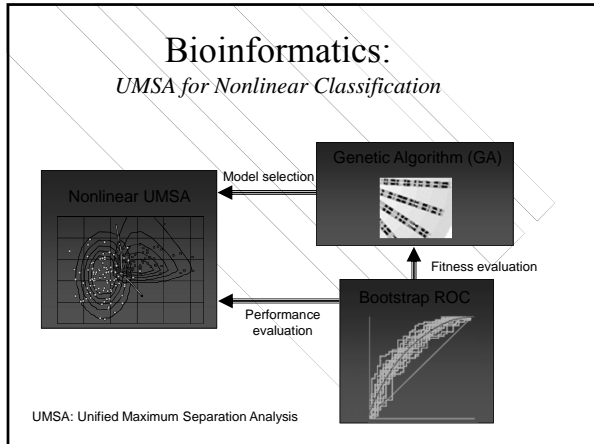 Bioinformatics:
UMSA for Nonlinear Classification
Genetic Algorithm (GA)
Model selection
Nonlinear UMSA
Fitness evaluation
Performance
evaluation
Bootstrap ROC
UMSA: Unified Maximum Separation Analysis